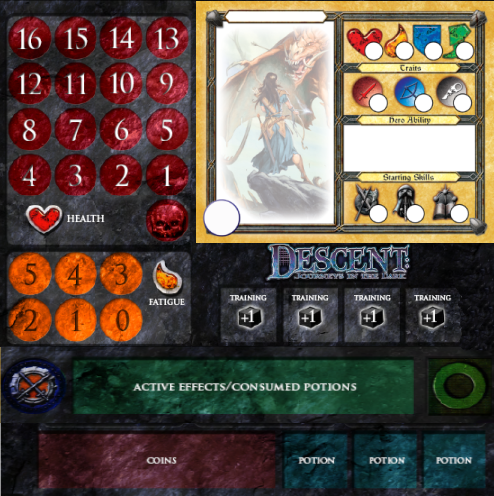 16 15 14 13
12 11 10 9
8 7 6 5
4 3 2 1
HEALTH
Traits
Hero Ability
Starting Skills
5 4 3
2 1 0
FATIGUE
DESCENT:
JOURNEYS IN THE DARK
TRAINING TRAINING TRAINING TRAINING
+1 +1 +1 +1
ACTIVE EFFECTS/CONSUMED POTIONS
COINS POTION POTION POTION